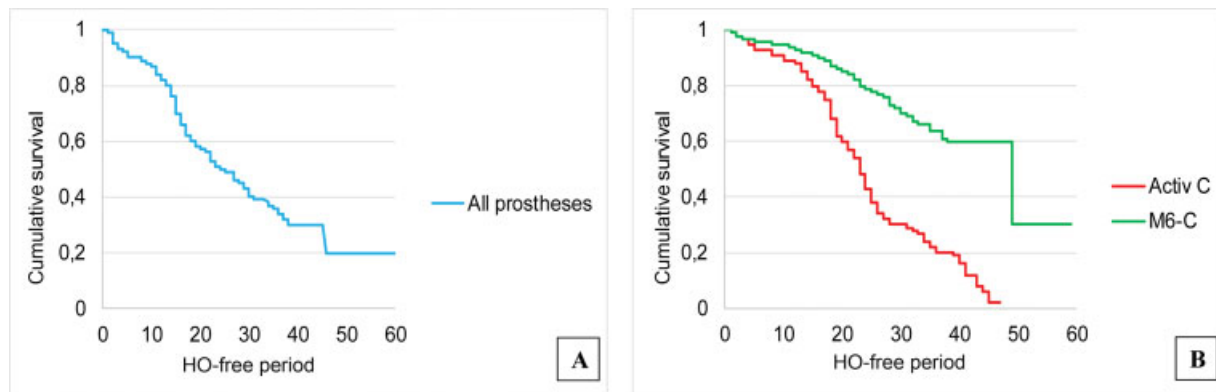 1
0,8
0,6
0,4
0,2
0
Cumulative survival
0 10 20 30 40 50 60
HO-free period
All prostheses
A
1
0,8
0,6
0,4
0,2
0
Cumulative survival
0 10 20 30 40 50 60
HO-free period
Activ C
M6-C
B